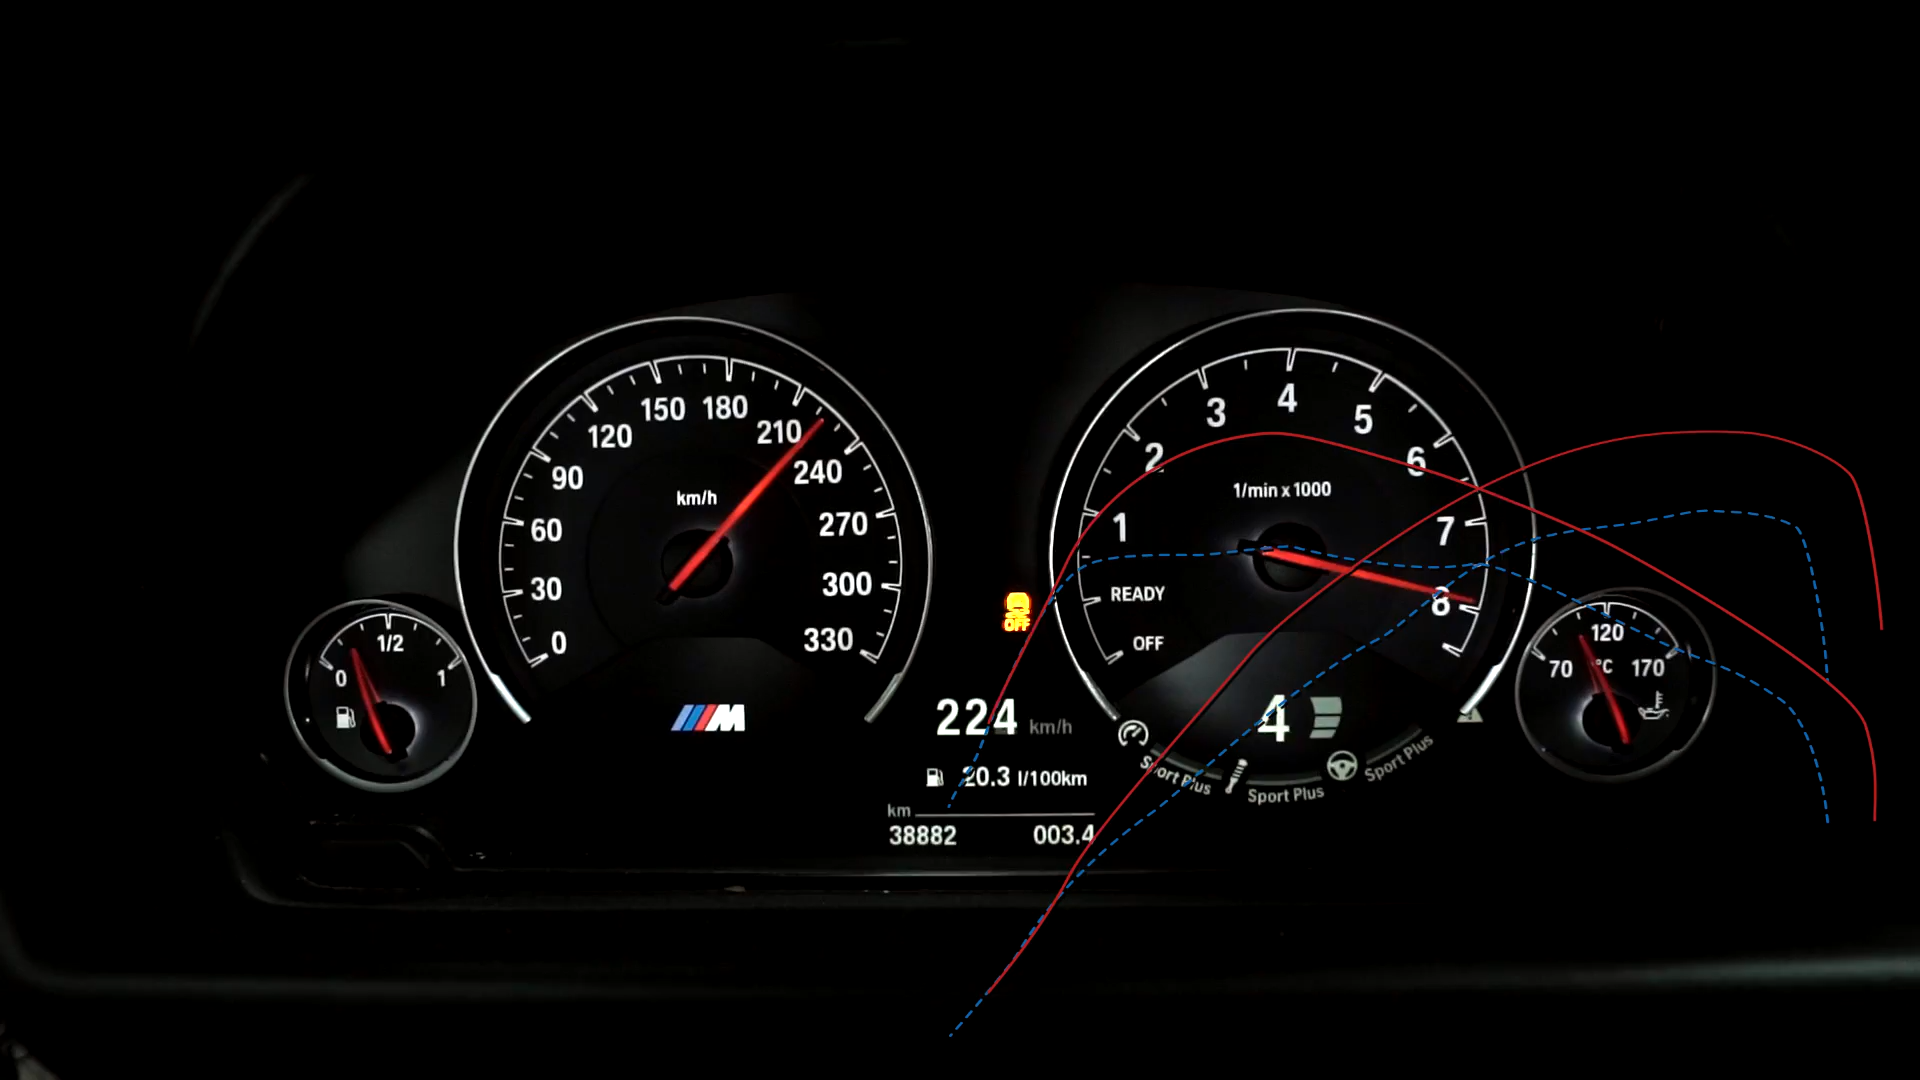 0
1/2
1
0
30
60
90
120
150
180
210
240
270
300
330
km/h
M
OFF
224 km/h
20.3 l/100km
km
38882 003.4
OFF
READY
1
2
3
4
5
6
7
8
1/min x 1000
4
Sport Plus
Sport Plus
Sport Plus
70
120
170
°C